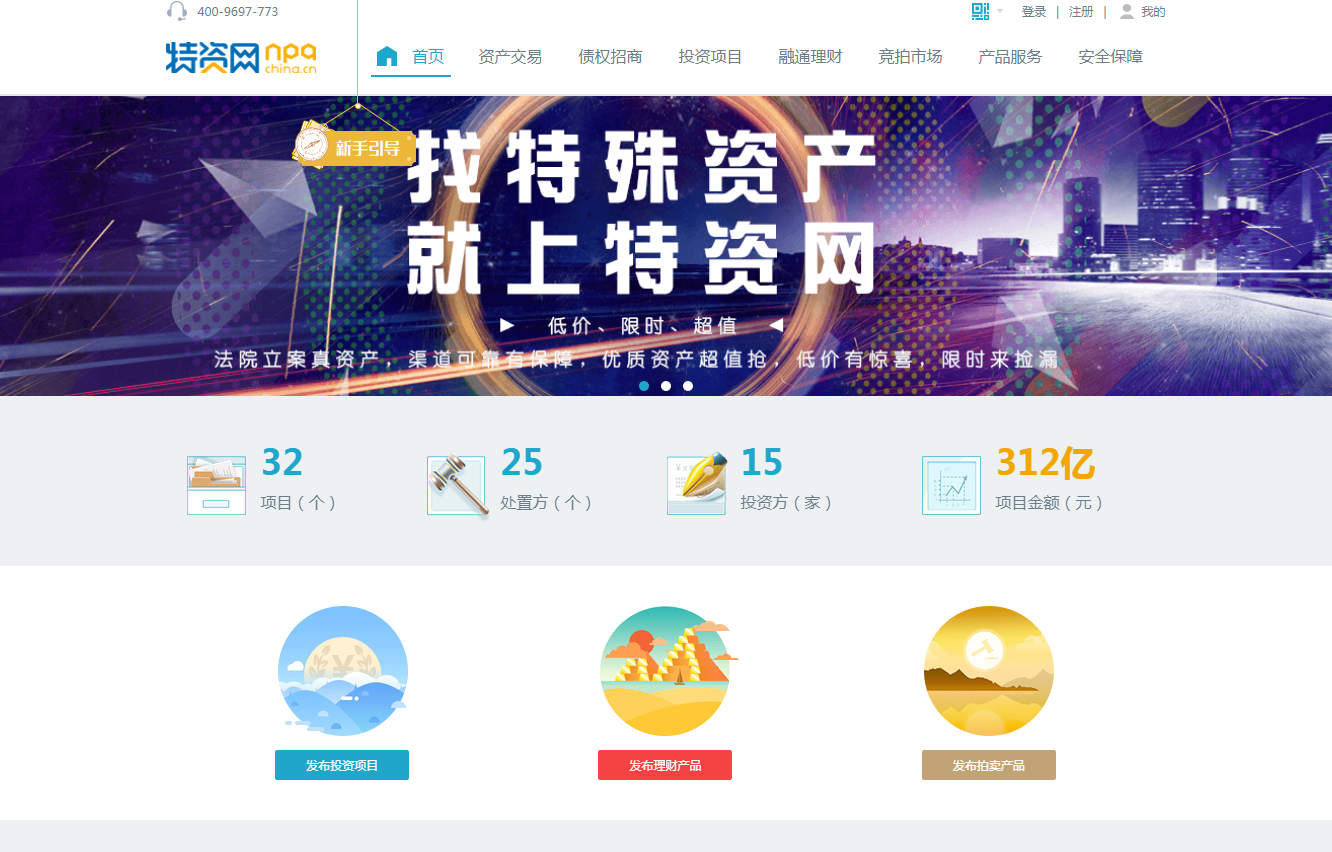 400-9697-773
登录 | 注册 | 我的
特资网 npa china.cn
首页 资产交易 债权招商 投资项目 融通理财 竞拍市场 产品服务 安全保障
新手引导
找特殊资产
就上特资网
低价、限时、超值
法院立案真资产，渠道可靠有保障，优质资产超值抢，低价有惊喜，限时来捡漏
32 25 15 312亿
项目（个） 处置方（个） 投资方（家） 项目金额（元）
发布投资项目 发布理财产品 发布拍卖产品